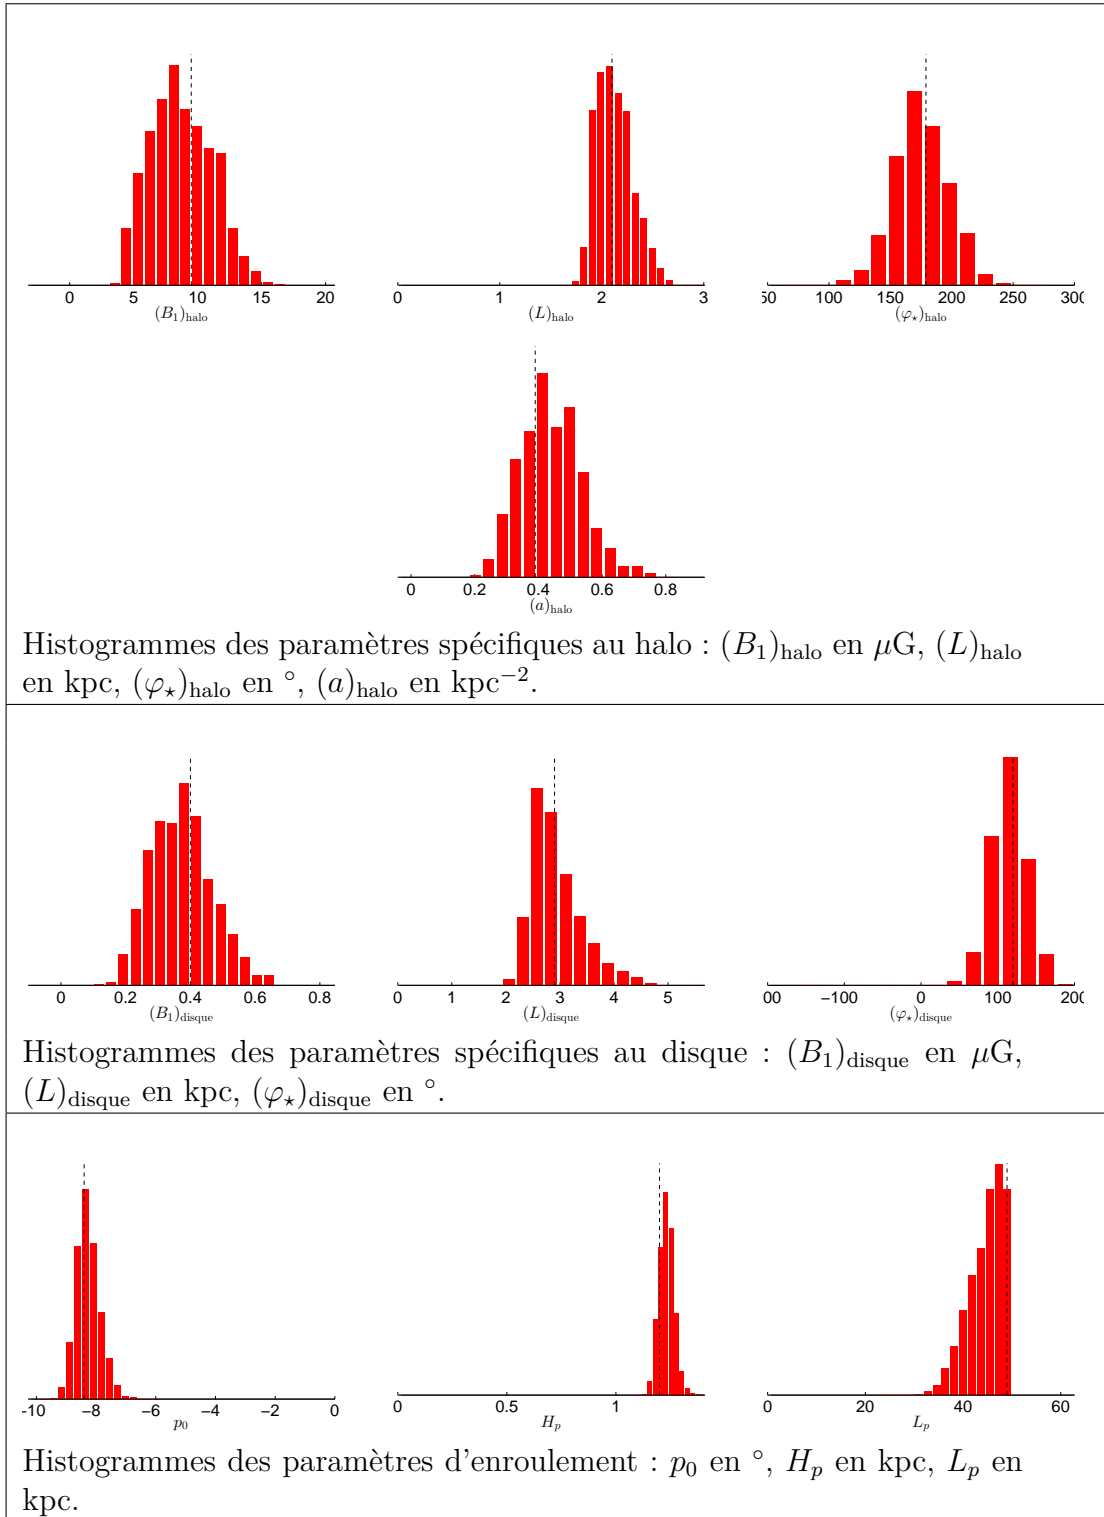 0 5 10 15 20
(B₁)halo
0 1 2 3
(L)halo
50 100 150 200 250 300
(φ⋆)halo
0 0.2 0.4 0.6 0.8
(a)halo
Histogrammes des paramètres spécifiques au halo : (B₁)halo en μG, (L)halo
en kpc, (φ⋆)halo en °, (a)halo en kpc⁻².
0 0.2 0.4 0.6 0.8
(B₁)disque
0 1 2 3 4 5
(L)disque
00 −100 0 100 200
(φ⋆)disque
Histogrammes des paramètres spécifiques au disque : (B₁)disque en μG,
(L)disque en kpc, (φ⋆)disque en °.
-10 −8 −6 −4 −2 0
p₀
0 0.5 1
Hₚ
0 20 40 60
Lₚ
Histogrammes des paramètres d'enroulement : p₀ en °, Hₚ en kpc, Lₚ en
kpc.